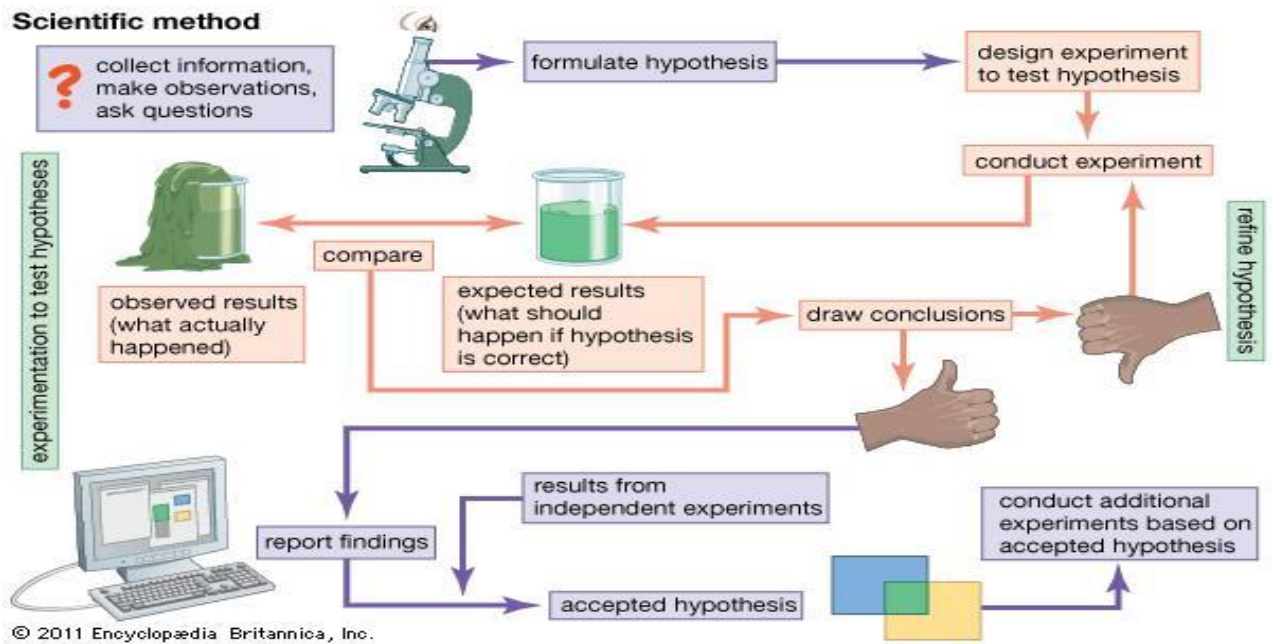 Scientific method
?
collect information,
make observations,
ask questions
formulate hypothesis
design experiment
to test hypothesis
conduct experiment
experimentation to test hypotheses
compare
observed results
(what actually
happened)
expected results
(what should
happen if hypothesis
is correct)
draw conclusions
refine hypothesis
results from
independent experiments
report findings
accepted hypothesis
conduct additional
experiments based on
accepted hypothesis
© 2011 Encyclopædia Britannica, Inc.